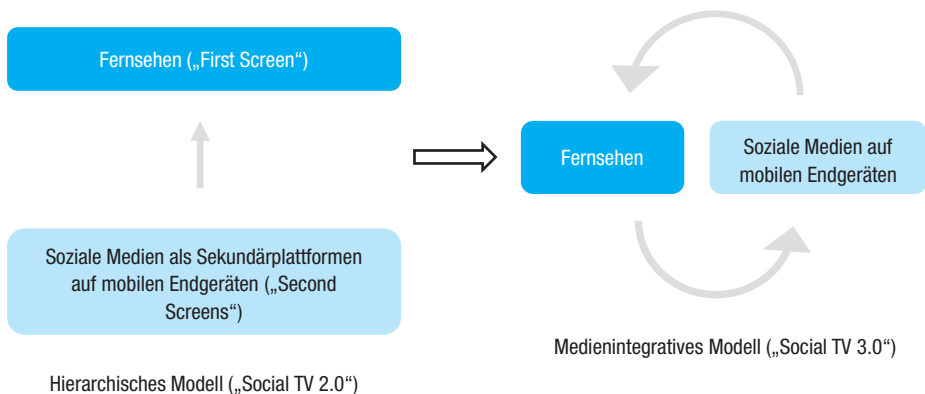 Fernsehen („First Screen“)
Soziale Medien als Sekundärplattformen
auf mobilen Endgeräten („Second
Screens“)
Hierarchisches Modell („Social TV 2.0“)
Fernsehen
Soziale Medien auf
mobilen Endgeräten
Medienintegratives Modell („Social TV 3.0“)